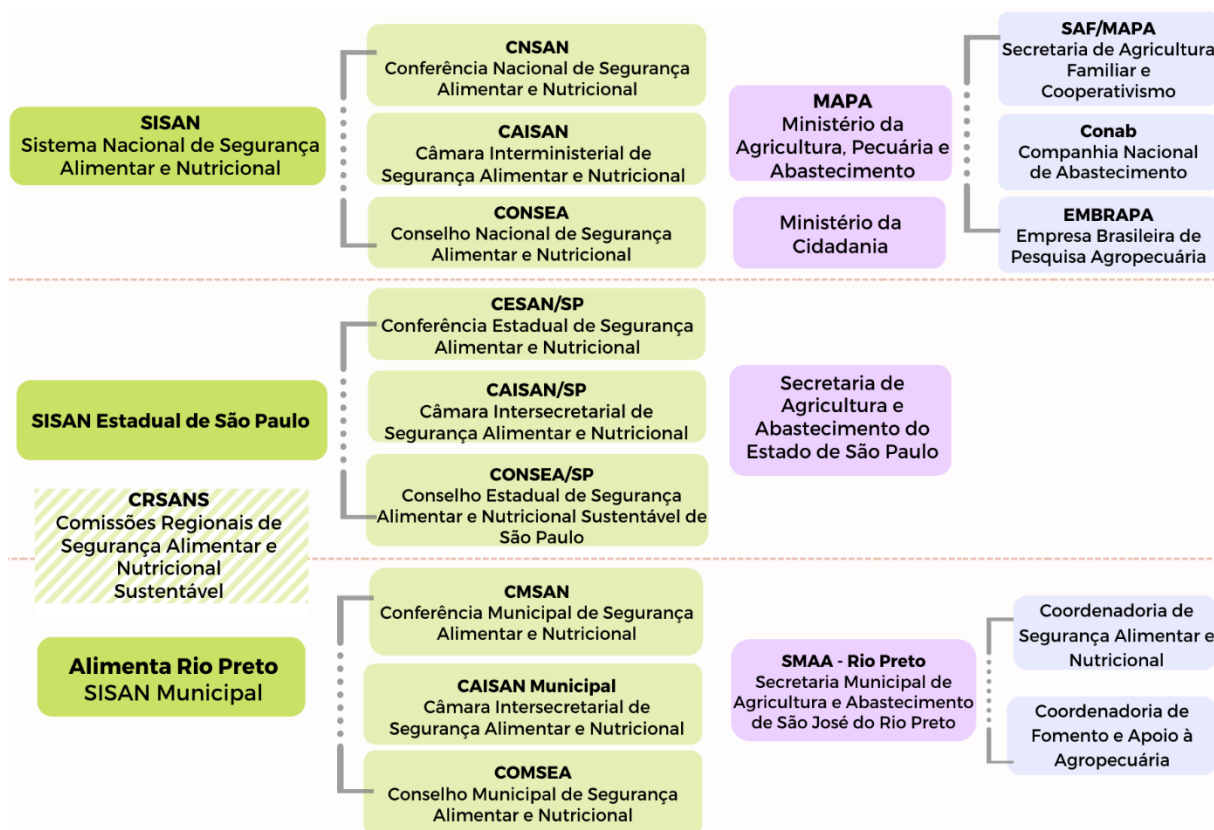 SISAN
Sistema Nacional de Segurança
Alimentar e Nutricional
CNSAN
Conferência Nacional de Segurança
Alimentar e Nutricional
CAISAN
Câmara Interministerial de
Segurança Alimentar e Nutricional
CONSEA
Conselho Nacional de Segurança
Alimentar e Nutricional
MAPA
Ministério da
Agricultura, Pecuária e
Abastecimento
Ministério da
Cidadania
SAF/MAPA
Secretaria de Agricultura
Familiar e
Cooperativismo
Conab
Companhia Nacional
de Abastecimento
EMBRAPA
Empresa Brasileira de
Pesquisa Agropecuária
SISAN Estadual de São Paulo
CESAN/SP
Conferência Estadual de Segurança
Alimentar e Nutricional
CAISAN/SP
Câmara Intersecretarial de
Segurança Alimentar e Nutricional
CONSEA/SP
Conselho Estadual de Segurança
Alimentar e Nutricional Sustentável de
São Paulo
Secretaria de
Agricultura e
Abastecimento do
Estado de São Paulo
CRSANS
Comissões Regionais de
Segurança Alimentar e
Nutricional
Sustentável
Alimenta Rio Preto
SISAN Municipal
CMSAN
Conferência Municipal de Segurança
Alimentar e Nutricional
CAISAN Municipal
Câmara Intersecretarial de
Segurança Alimentar e Nutricional
COMSEA
Conselho Municipal de Segurança
Alimentar e Nutricional
SMAA - Rio Preto
Secretaria Municipal de
Agricultura e Abastecimento
de São José do Rio Preto
Coordenadoria de
Segurança Alimentar e
Nutricional
Coordenadoria de
Fomento e Apoio à
Agropecuária